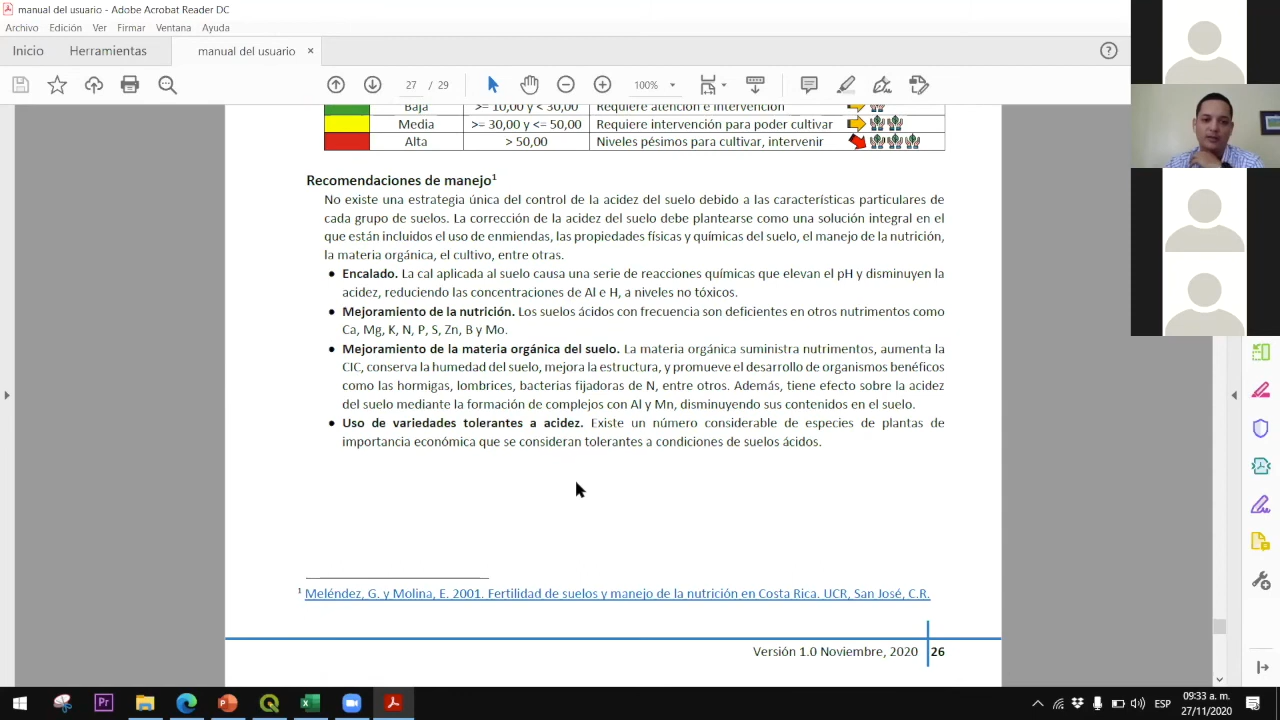 manual del usuario - Adobe Acrobat Reader DC
Archivo Edición Ver Firmar Ventana Ayuda
Inicio Herramientas manual del usuario ×
27 / 29 100%
Baja >= 10,00 y < 30,00 Requiere atención e intervención
Media >= 30,00 y <= 50,00 Requiere intervención para poder cultivar
Alta > 50,00 Niveles pésimos para cultivar, intervenir
Recomendaciones de manejo¹
No existe una estrategia única del control de la acidez del suelo debido a las características particulares de
cada grupo de suelos. La corrección de la acidez del suelo debe plantearse como una solución integral en el
que están incluidos el uso de enmiendas, las propiedades físicas y químicas del suelo, el manejo de la nutrición,
la materia orgánica, el cultivo, entre otras.
• Encalado. La cal aplicada al suelo causa una serie de reacciones químicas que elevan el pH y disminuyen la
acidez, reduciendo las concentraciones de Al e H, a niveles no tóxicos.
• Mejoramiento de la nutrición. Los suelos ácidos con frecuencia son deficientes en otros nutrimentos como
Ca, Mg, K, N, P, S, Zn, B y Mo.
• Mejoramiento de la materia orgánica del suelo. La materia orgánica suministra nutrimentos, aumenta la
CIC, conserva la humedad del suelo, mejora la estructura, y promueve el desarrollo de organismos benéficos
como las hormigas, lombrices, bacterias fijadoras de N, entre otros. Además, tiene efecto sobre la acidez
del suelo mediante la formación de complejos con Al y Mn, disminuyendo sus contenidos en el suelo.
• Uso de variedades tolerantes a acidez. Existe un número considerable de especies de plantas de
importancia económica que se consideran tolerantes a condiciones de suelos ácidos.
¹ Meléndez, G. y Molina, E. 2001. Fertilidad de suelos y manejo de la nutrición en Costa Rica. UCR, San José, C.R.
Versión 1.0 Noviembre, 2020 26
Pr
ESP
09:33 a. m.
27/11/2020